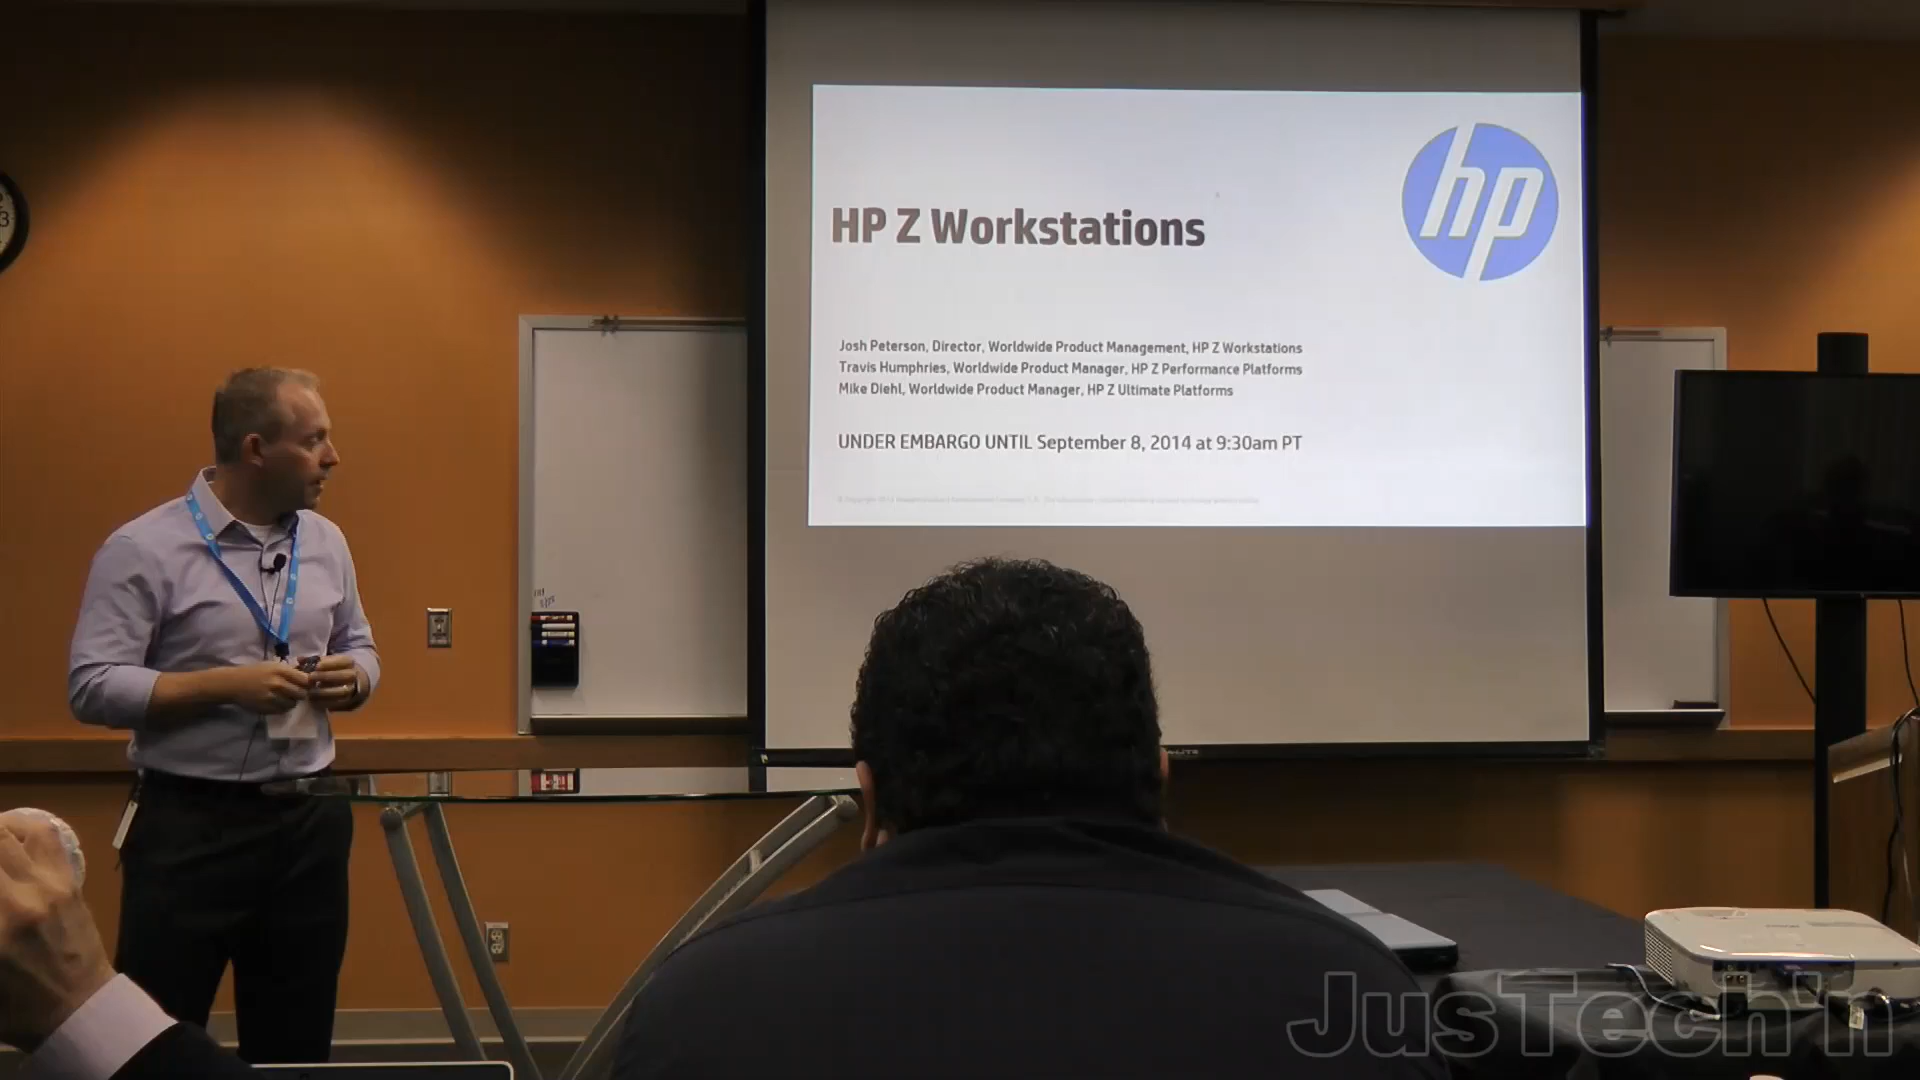 hp
HP Z Workstations
Josh Peterson, Director, Worldwide Product Management, HP Z Workstations
Travis Humphries, Worldwide Product Manager, HP Z Performance Platforms
Mike Diehl, Worldwide Product Manager, HP Z Ultimate Platforms
UNDER EMBARGO UNTIL September 8, 2014 at 9:30am PT
3
JusTech'n